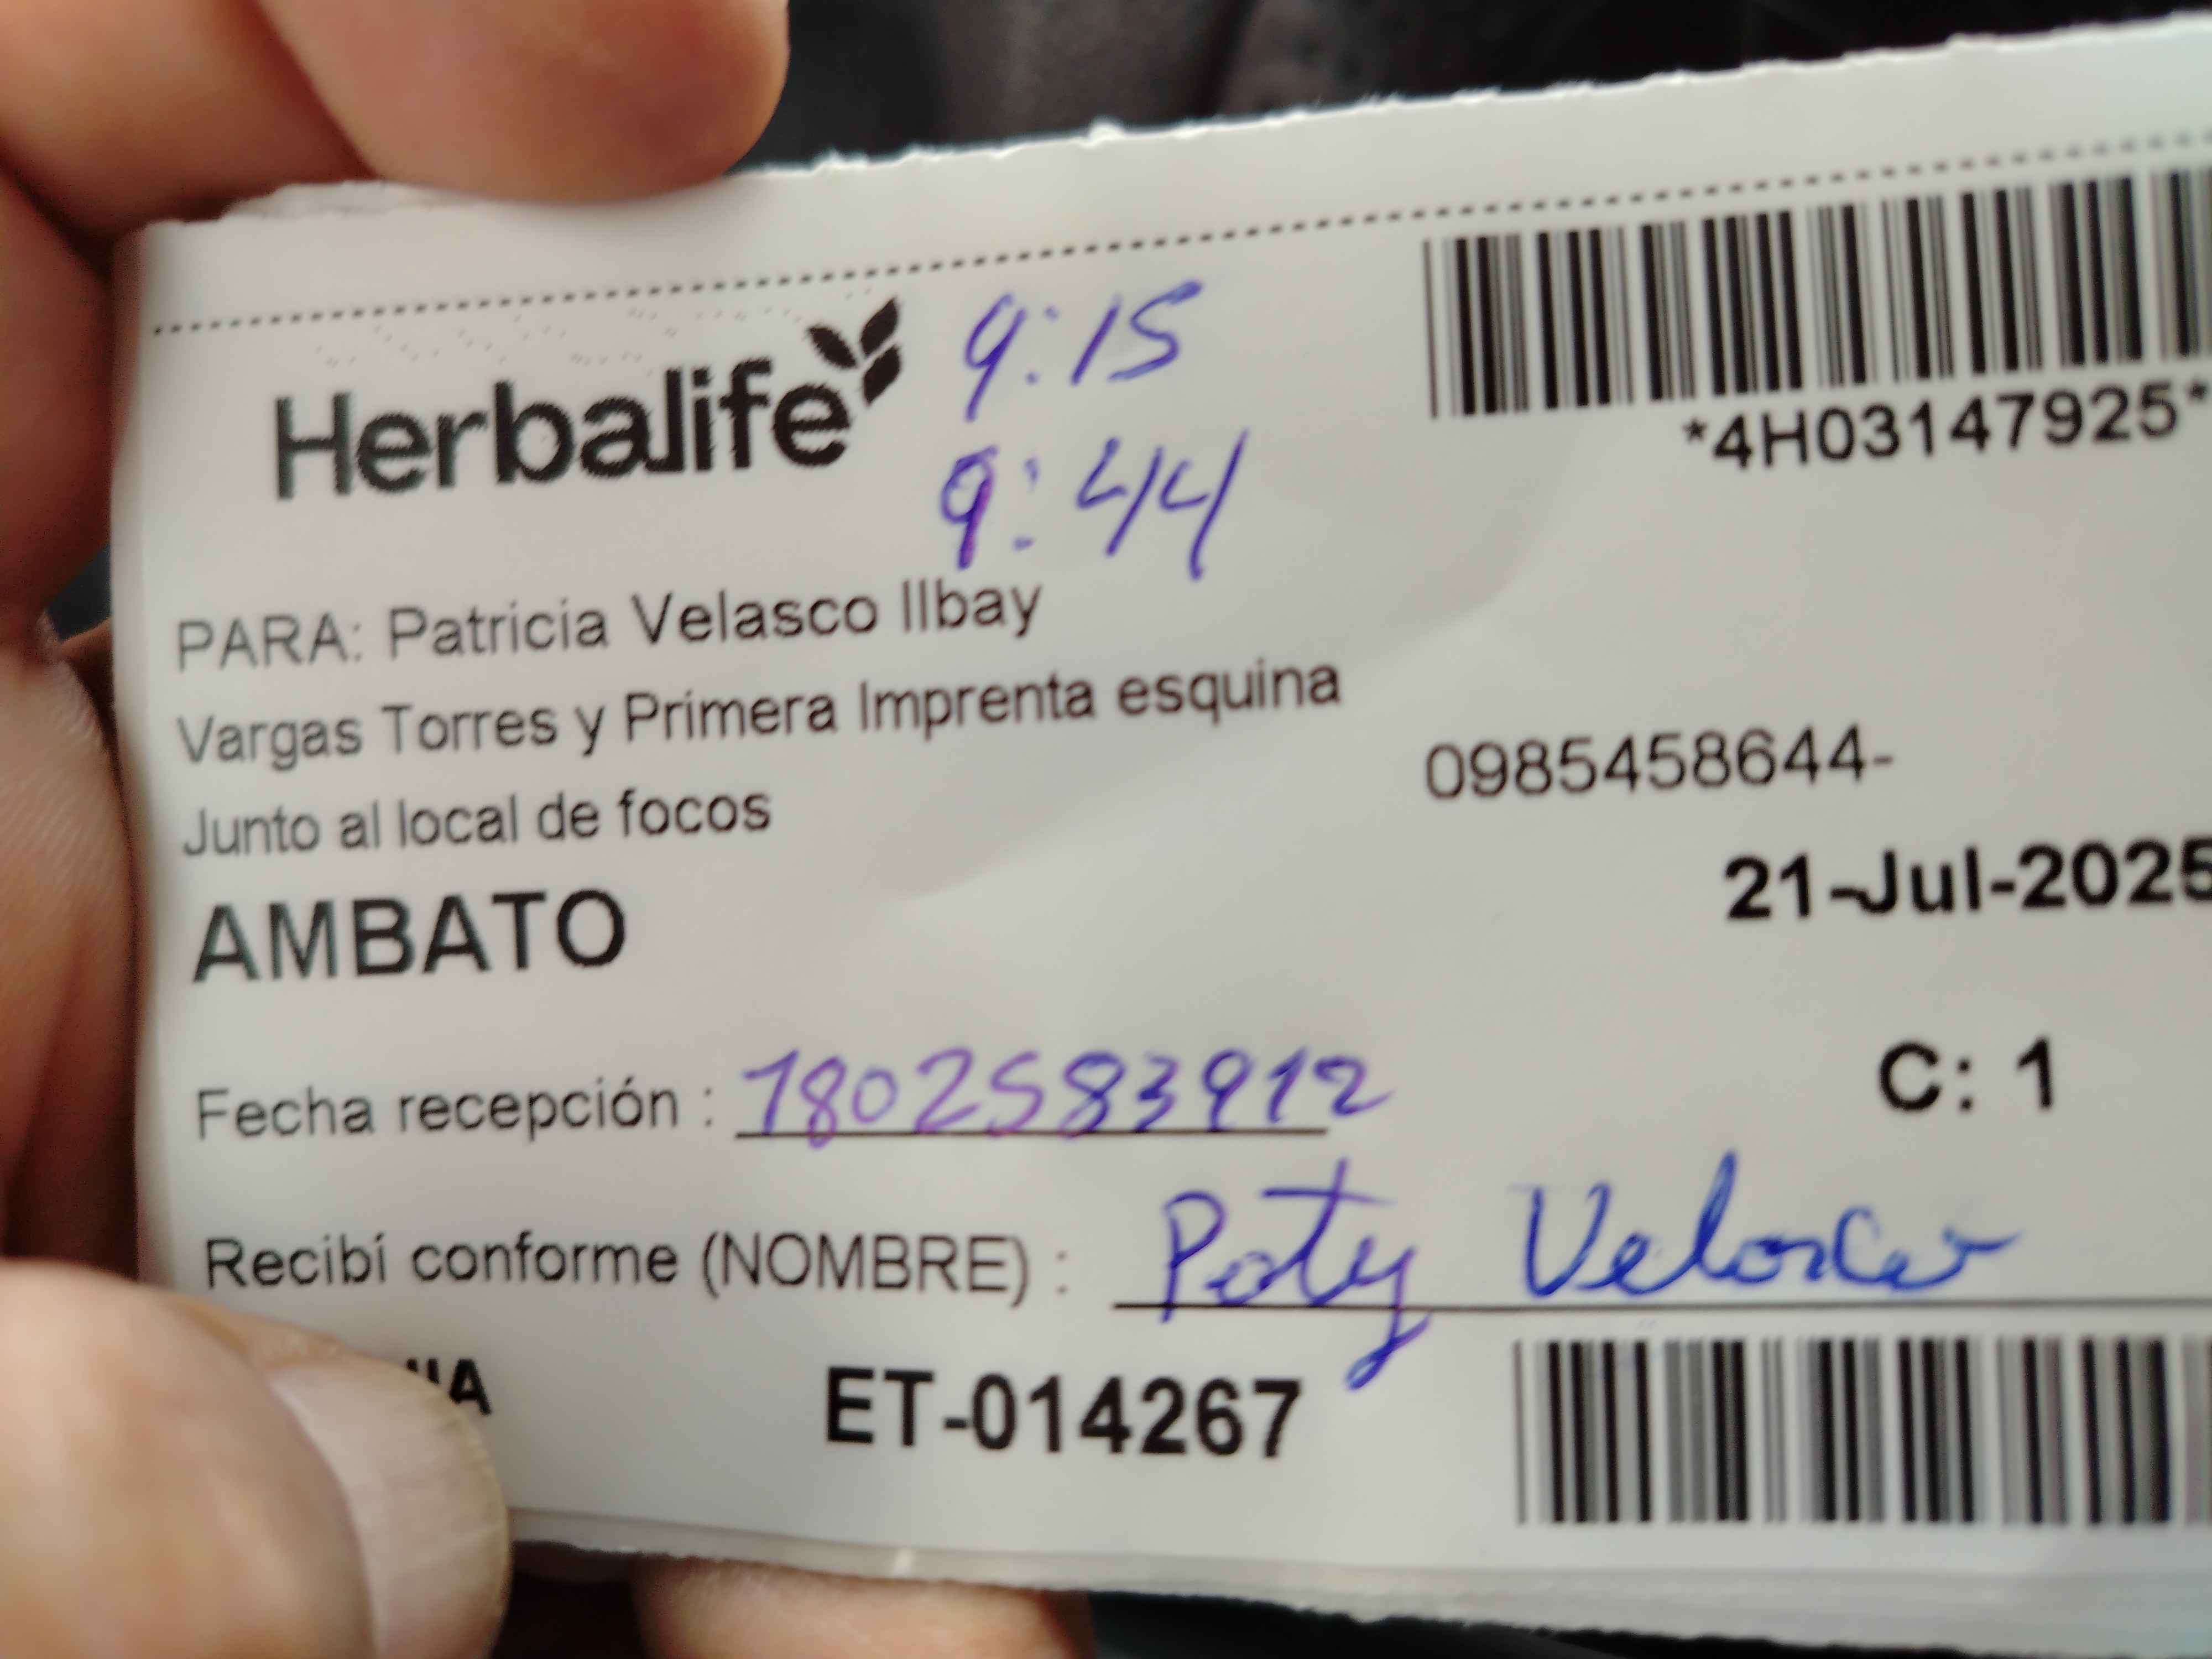 Herbalife
9:15
9:44
*4H03147925*
PARA: Patricia Velasco Ilbay
Vargas Torres y Primera Imprenta esquina
Junto al local de focos
0985458644-
AMBATO
21-Jul-2025
Fecha recepción : 1802583912
C: 1
Recibí conforme (NOMBRE) : Paty Velasco
ET-014267